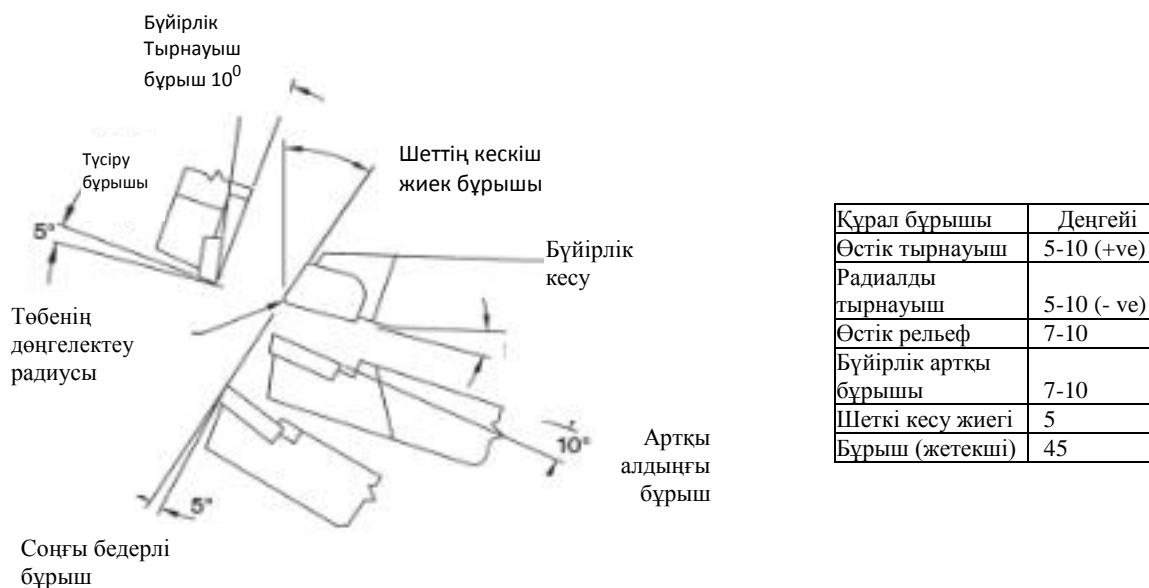 Бүйірлік
Тырнауыш
бұрыш 10⁰
Түсіру
бұрышы
5°
Шеттің кескіш
жиек бұрышы
Бүйірлік
кесу
Төбенің
дөңгелектеу
радиусы
10°
Артқы
алдыңғы
бұрыш
5°
Соңғы бедерлі
бұрыш
Құрал бұрышы Деңгейі
Өстік тырнауыш 5-10 (+ve)
Радиалды
тырнауыш 5-10 (- ve)
Өстік рельеф 7-10
Бүйірлік артқы
бұрышы 7-10
Шеткі кесу жиегі 5
Бұрыш (жетекші) 45